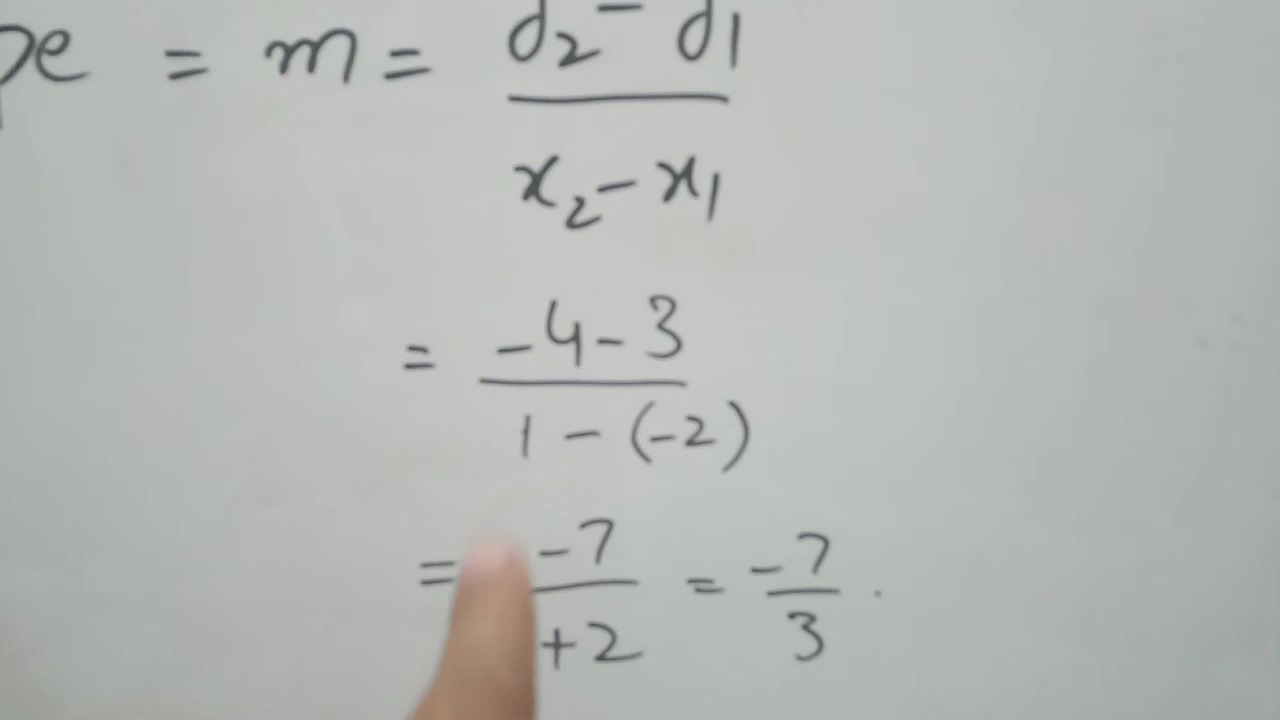 pe = m = y₂ - y₁ / x₂ - x₁
= -4 - 3 / 1 - (-2)
= -7 / +2 = -7 / 3 .